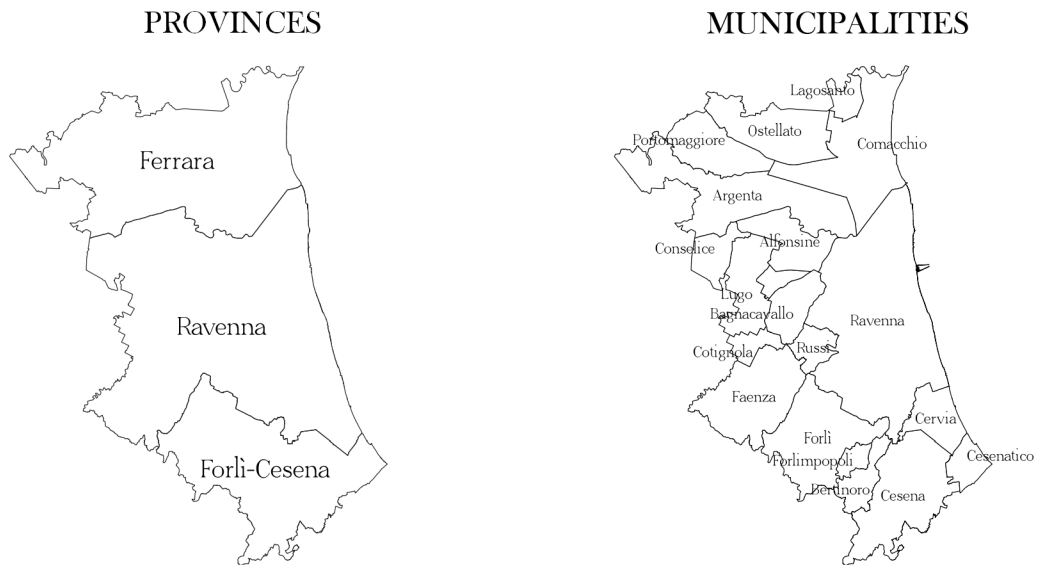 PROVINCES
Ferrara
Ravenna
Forlì-Cesena
MUNICIPALITIES
Lagosanto
Ostellato
Portomaggiore
Comacchio
Argenta
Alfonsine
Conselice
Lugo
Bagnacavallo
Ravenna
Russi
Cotignola
Faenza
Cervia
Forlì
Cesenatico
Forlimpopoli
Bertinoro
Cesena